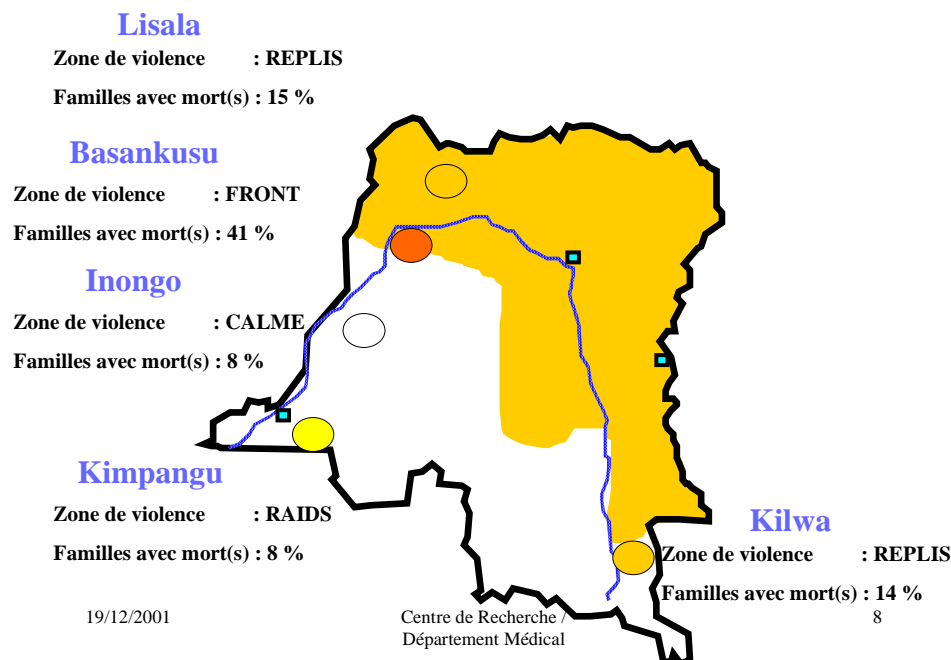 Lisala
Zone de violence : REPLIS
Familles avec mort(s) : 15 %
Basankusu
Zone de violence : FRONT
Familles avec mort(s) : 41 %
Inongo
Zone de violence : CALME
Familles avec mort(s) : 8 %
Kimpangu
Zone de violence : RAIDS
Familles avec mort(s) : 8 %
Kilwa
Zone de violence : REPLIS
Familles avec mort(s) : 14 %
19/12/2001
Centre de Recherche /
Département Médical
8